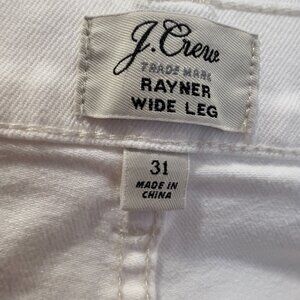 J.Crew
TRADE MARK
RAYNER
WIDE LEG
31
MADE IN
CHINA